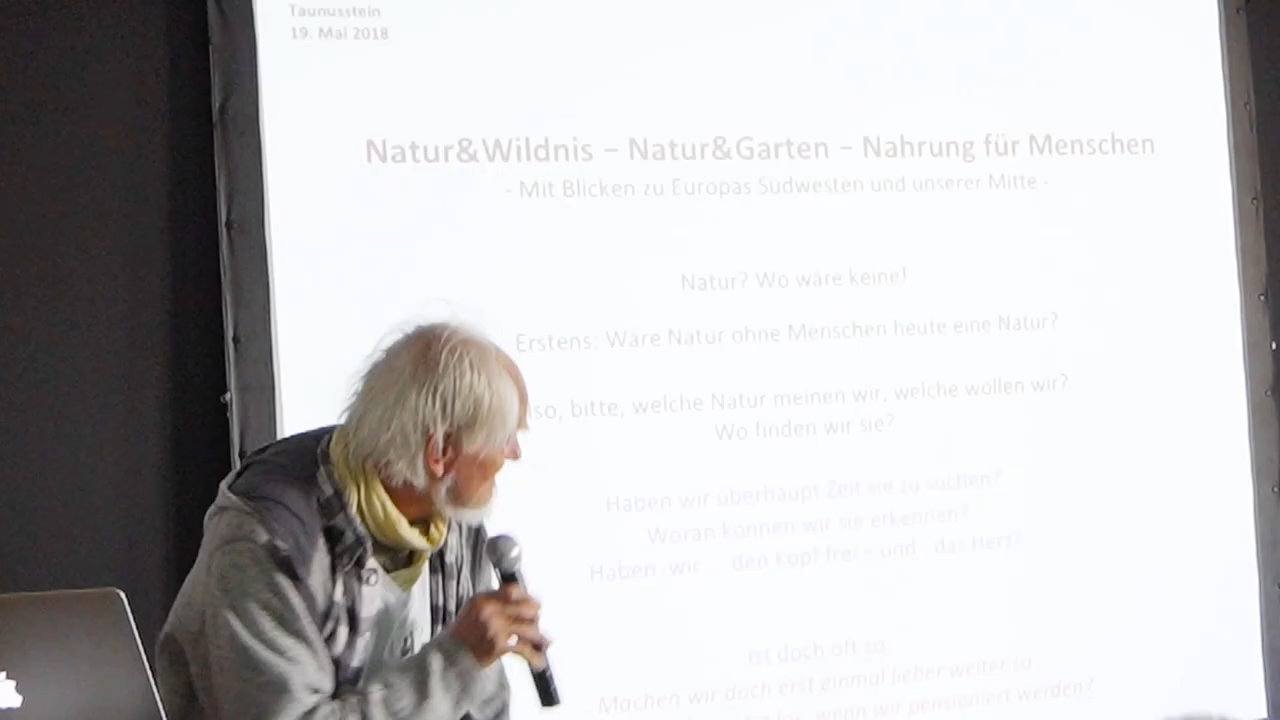 Taunusstein
19. Mai 2018
Natur&Wildnis – Natur&Garten – Nahrung für Menschen
- Mit Blicken zu Europas Südwesten und unserer Mitte -
Natur? Wo wäre keine!
Erstens: Wäre Natur ohne Menschen heute eine Natur?
so, bitte, welche Natur meinen wir, welche wollen wir?
Wo finden wir sie?
Haben wir überhaupt Zeit sie zu suchen?
Woran können wir sie erkennen?
Haben wir ... den Kopf frei – und das Herz?
Ist doch oft so:
Machen wir doch erst einmal lieber weiter so
wenn wir pensioniert werden?